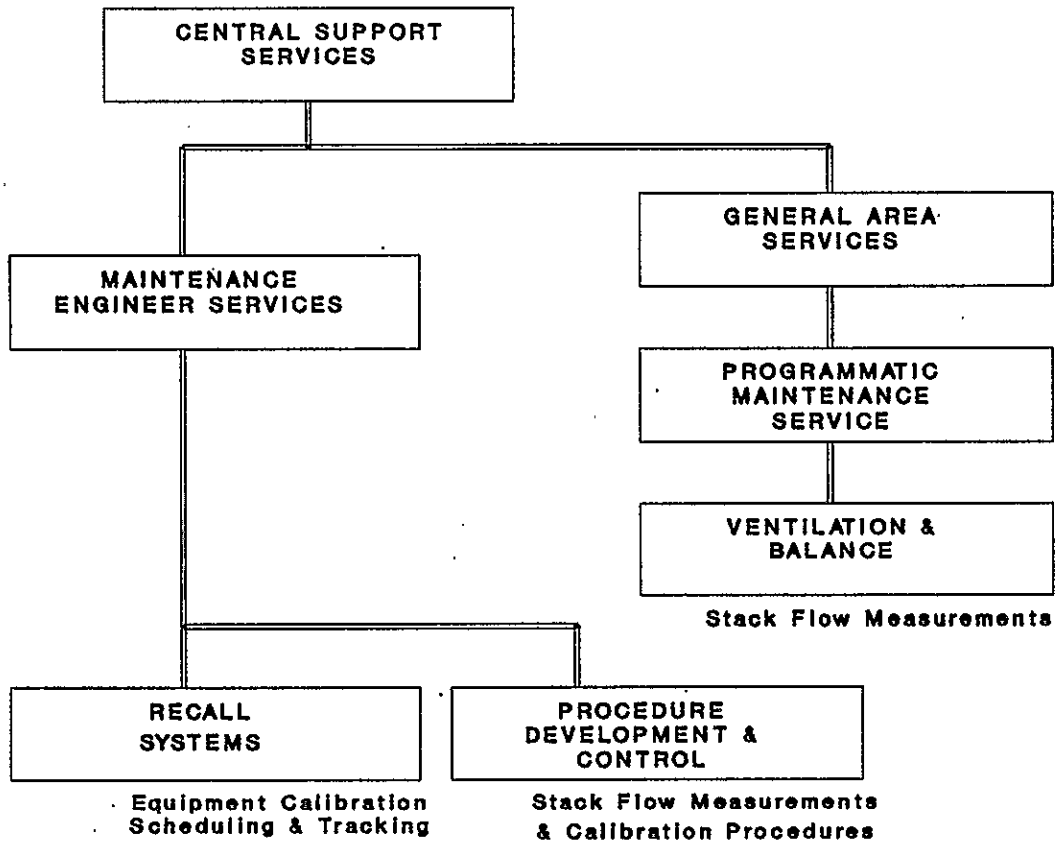 CENTRAL SUPPORT
SERVICES
GENERAL AREA
SERVICES
MAINTENANCE
ENGINEER SERVICES
PROGRAMMATIC
MAINTENANCE
SERVICE
VENTILATION &
BALANCE
Stack Flow Measurements
RECALL
SYSTEMS
Equipment Calibration
Scheduling & Tracking
PROCEDURE
DEVELOPMENT &
CONTROL
Stack Flow Measurements
& Calibration Procedures